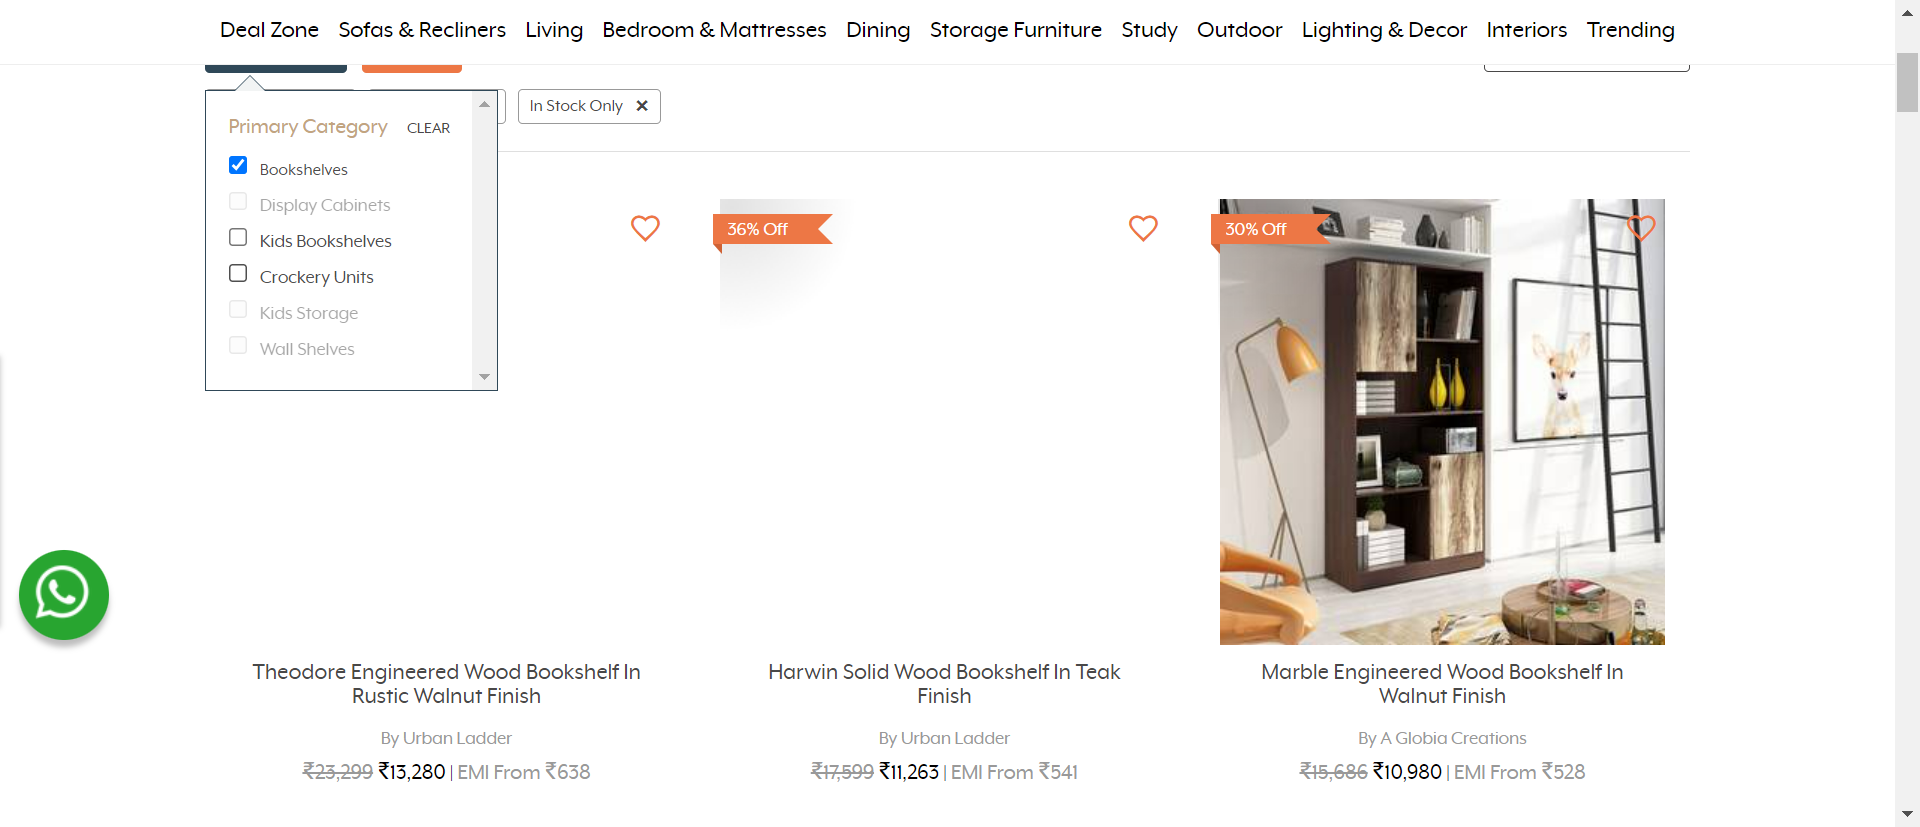 Deal Zone Sofas & Recliners Living Bedroom & Mattresses Dining Storage Furniture Study Outdoor Lighting & Decor Interiors Trending
In Stock Only ✕
Primary Category CLEAR
Bookshelves
Display Cabinets
Kids Bookshelves
Crockery Units
Kids Storage
Wall Shelves
36% Off
30% Off
Theodore Engineered Wood Bookshelf In
Rustic Walnut Finish
By Urban Ladder
₹23,299 ₹13,280 | EMI From ₹638
Harwin Solid Wood Bookshelf In Teak
Finish
By Urban Ladder
₹17,599 ₹11,263 | EMI From ₹541
Marble Engineered Wood Bookshelf In
Walnut Finish
By A Globia Creations
₹15,686 ₹10,980 | EMI From ₹528